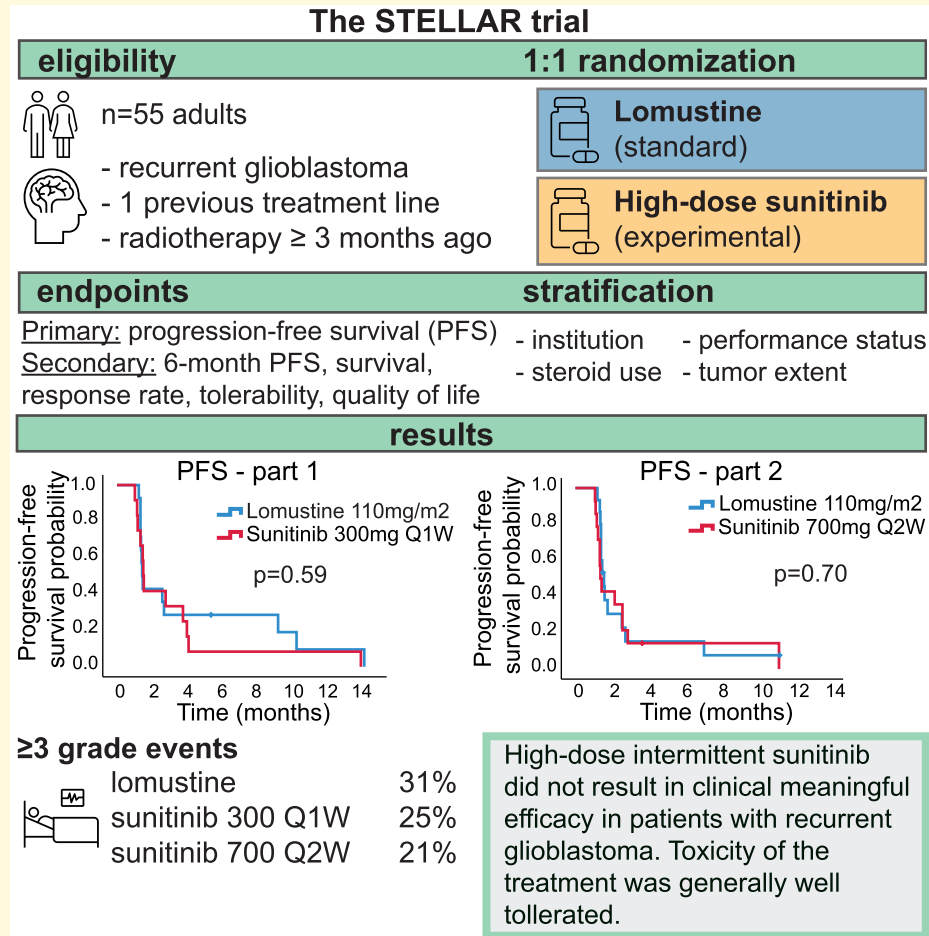 The STELLAR trial
eligibility
1:1 randomization
n=55 adults
- recurrent glioblastoma
- 1 previous treatment line
- radiotherapy ≥ 3 months ago
Lomustine
(standard)
High-dose sunitinib
(experimental)
endpoints
stratification
Primary: progression-free survival (PFS)
Secondary: 6-month PFS, survival,
response rate, tolerability, quality of life
- institution
- performance status
- steroid use
- tumor extent
results
PFS - part 1
Progression-free
survival probability
1.0
0.8
0.6
0.4
0.2
0.0
Lomustine 110mg/m2
Sunitinib 300mg Q1W
p=0.59
0 2 4 6 8 10 12 14
Time (months)
PFS - part 2
Progression-free
survival probability
1.0
0.8
0.6
0.4
0.2
0.0
Lomustine 110mg/m2
Sunitinib 700mg Q2W
p=0.70
0 2 4 6 8 10 12 14
Time (months)
≥3 grade events
lomustine 31%
sunitinib 300 Q1W 25%
sunitinib 700 Q2W 21%
High-dose intermittent sunitinib
did not result in clinical meaningful
efficacy in patients with recurrent
glioblastoma. Toxicity of the
treatment was generally well
tollerated.